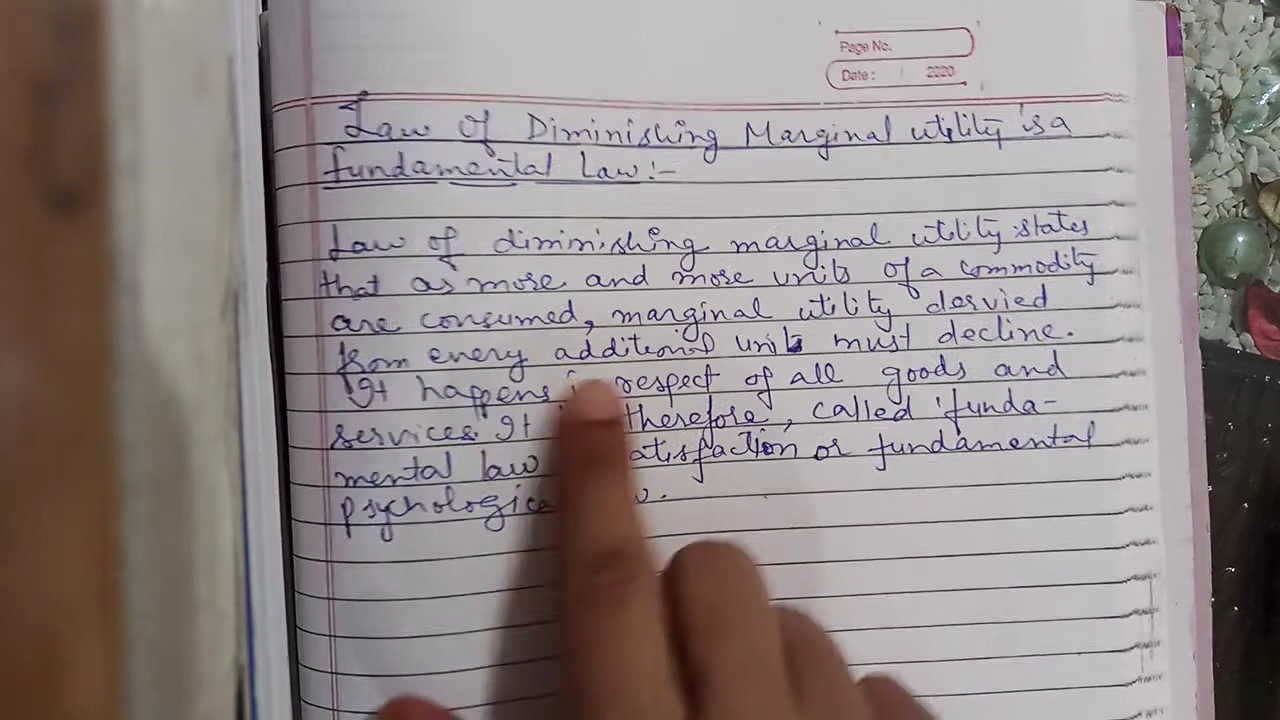 Page No.
Date : 2020
Law of Diminishing Marginal utility is a
fundamental Law :-
Law of diminishing marginal utility states
that as more and more units of a commodity
are consumed, marginal utility dervied
from every additional units must decline.
It happens respect of all goods and
services. It therefore, called 'funda-
mental law atisfaction or fundamental
psychologica